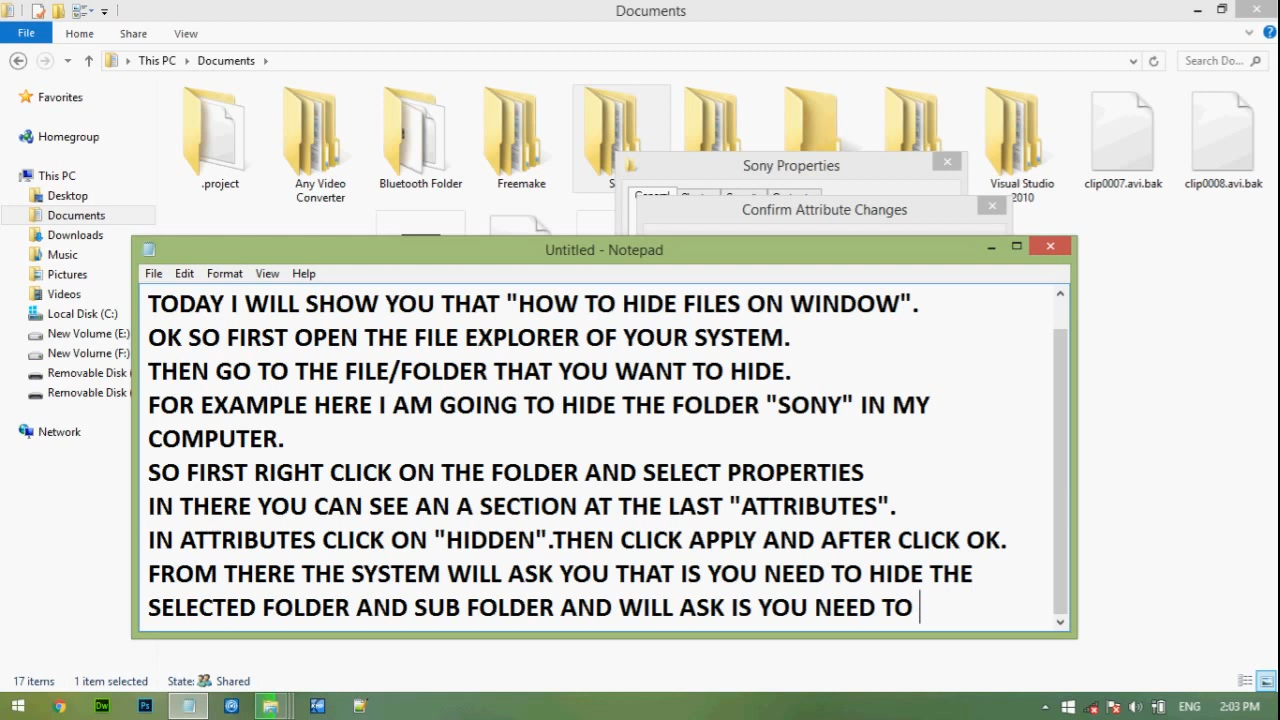 Documents
File Home Share View
This PC Documents
Search Do...
Favorites
Homegroup
This PC
Desktop
Documents
Downloads
Music
Pictures
Videos
Local Disk (C:)
New Volume (E:)
New Volume (F:)
Removable Disk
Removable Disk
Network
.project
Any Video Converter
Bluetooth Folder
Freemake
Visual Studio 2010
clip0007.avi.bak
clip0008.avi.bak
Sony Properties
General
Confirm Attribute Changes
Untitled - Notepad
File Edit Format View Help
TODAY I WILL SHOW YOU THAT "HOW TO HIDE FILES ON WINDOW".
OK SO FIRST OPEN THE FILE EXPLORER OF YOUR SYSTEM.
THEN GO TO THE FILE/FOLDER THAT YOU WANT TO HIDE.
FOR EXAMPLE HERE I AM GOING TO HIDE THE FOLDER "SONY" IN MY
COMPUTER.
SO FIRST RIGHT CLICK ON THE FOLDER AND SELECT PROPERTIES
IN THERE YOU CAN SEE AN A SECTION AT THE LAST "ATTRIBUTES".
IN ATTRIBUTES CLICK ON "HIDDEN".THEN CLICK APPLY AND AFTER CLICK OK.
FROM THERE THE SYSTEM WILL ASK YOU THAT IS YOU NEED TO HIDE THE
SELECTED FOLDER AND SUB FOLDER AND WILL ASK IS YOU NEED TO
17 items 1 item selected State: Shared
Dw Ps
ENG 2:03 PM